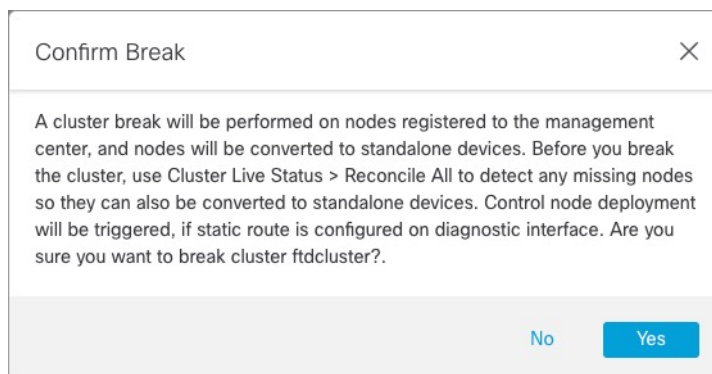 Confirm Break
A cluster break will be performed on nodes registered to the management
center, and nodes will be converted to standalone devices. Before you break
the cluster, use Cluster Live Status > Reconcile All to detect any missing nodes
so they can also be converted to standalone devices. Control node deployment
will be triggered, if static route is configured on diagnostic interface. Are you
sure you want to break cluster ftdcluster?.
No Yes